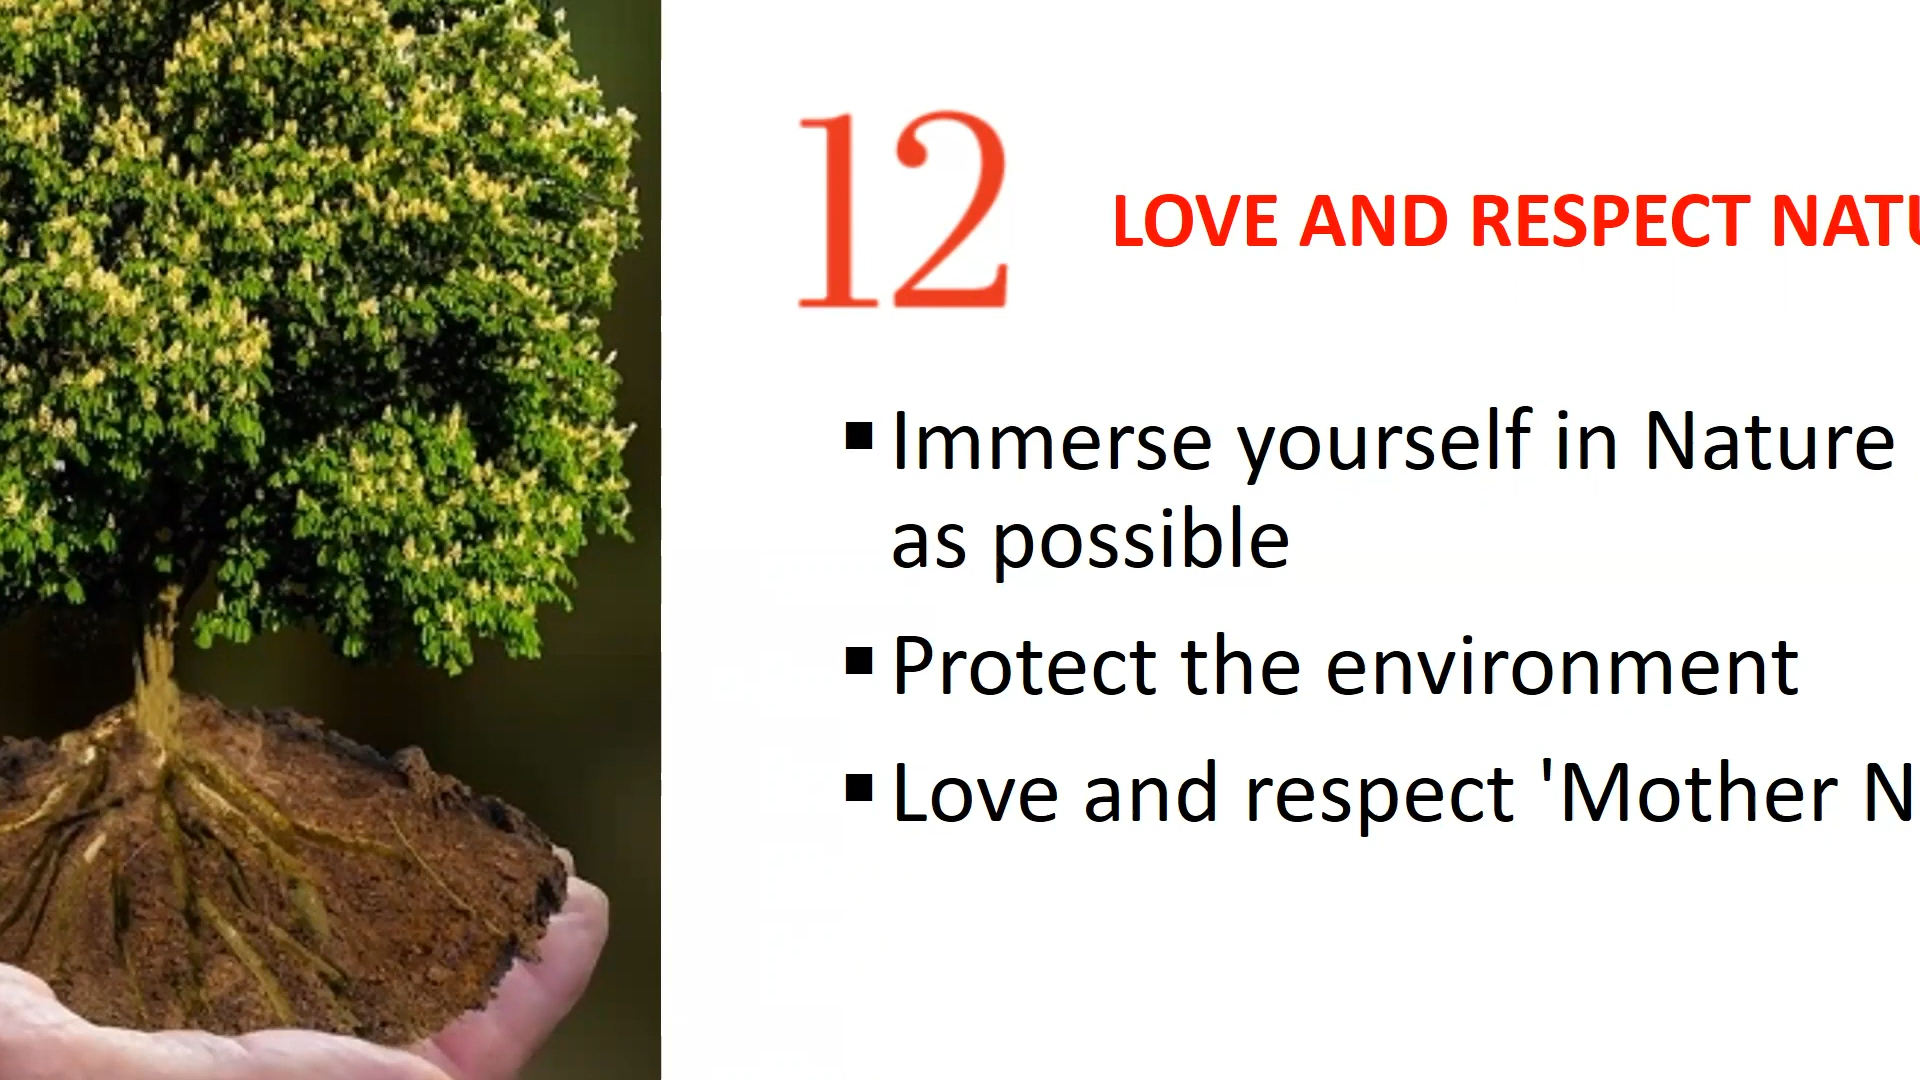 12
LOVE AND RESPECT
▪ Immerse yourself in Nature
as possible
▪ Protect the environment
▪ Love and respect 'Mother